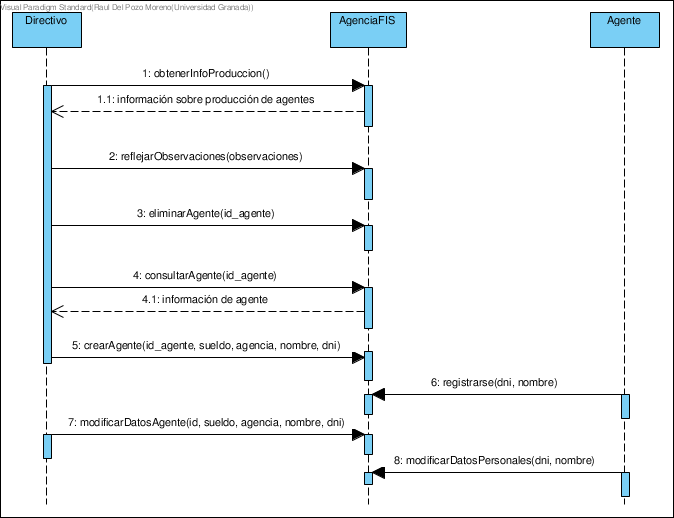 Visual Paradigm Standard(Raul Del Pozo Moreno(Universidad Granada))
Directivo
AgenciaFIS
Agente
1: obtenerInfoProduccion()
1.1: información sobre producción de agentes
2: reflejarObservaciones(observaciones)
3: eliminarAgente(id_agente)
4: consultarAgente(id_agente)
4.1: información de agente
5: crearAgente(id_agente, sueldo, agencia, nombre, dni)
6: registrarse(dni, nombre)
7: modificarDatosAgente(id, sueldo, agencia, nombre, dni)
8: modificarDatosPersonales(dni, nombre)